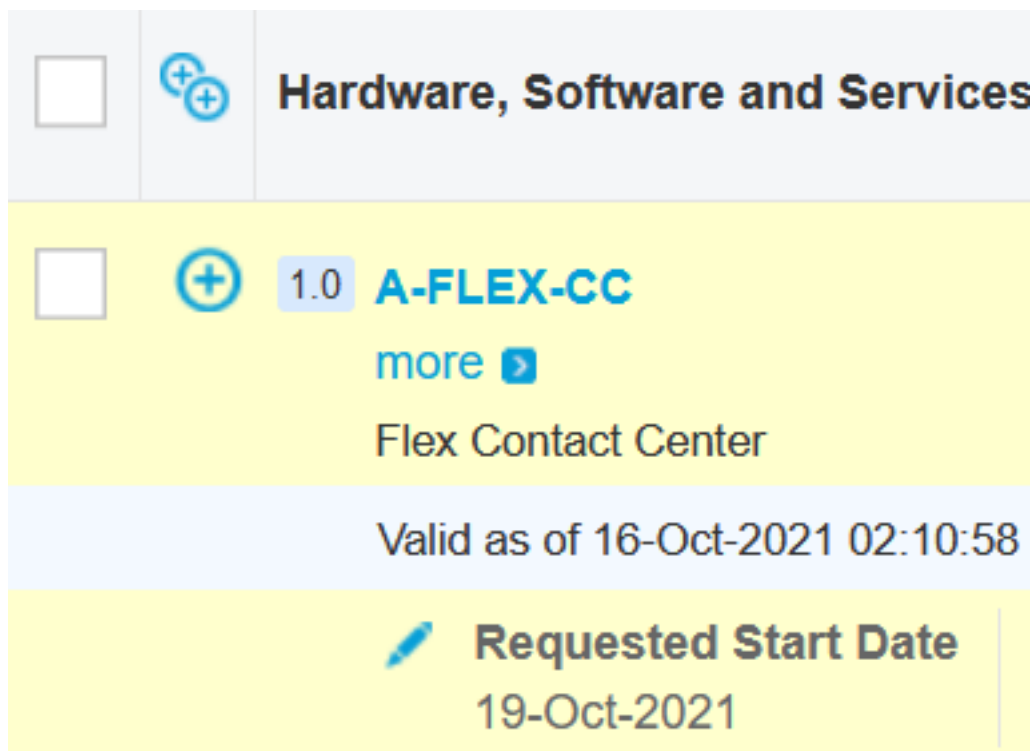 Hardware, Software and Services
1.0 A-FLEX-CC
more
Flex Contact Center
Valid as of 16-Oct-2021 02:10:58
Requested Start Date
19-Oct-2021